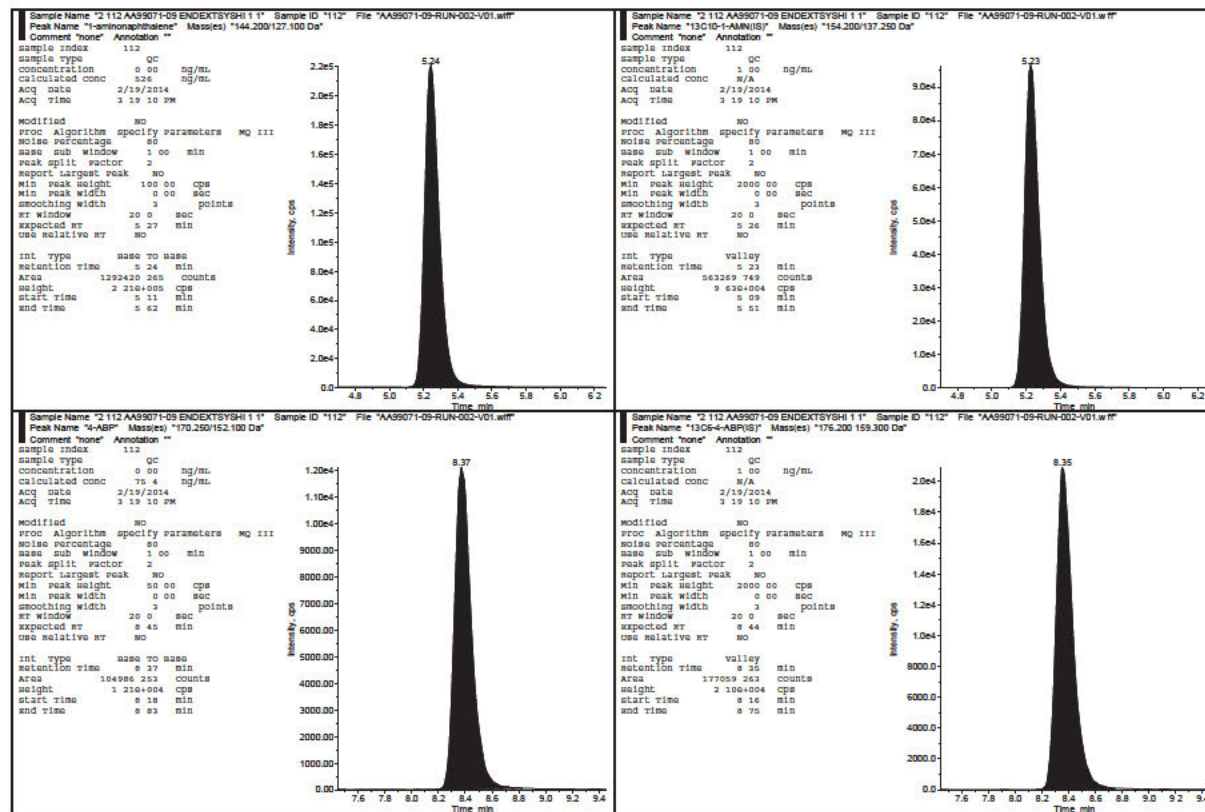 Sample Name "2 112 AA99071-09 ENDEXTSYSHI 1 1" Sample ID "112" File "AA99071-09-RUN-002-V01.wiff"
Peak Name "1-aminonaphthalene" Mass(es) "144.200/127.100 Da"
Comment "none" Annotation ""
Sample Index 112
Sample Type QC
Concentration 0 00 ng/mL
Calculated Conc 526 ng/mL
Acq Date 2/19/2014
Acq Time 3 19 10 PM
Modified NO
Proc Algorithm Specify Parameters MQ III
Noise Percentage 80
Base Sub Window 1 00 min
Peak Split Factor 2
Report Largest Peak NO
Min Peak Height 100 00 cps
Min Peak Width 0 00 sec
Smoothing Width 3 points
RT Window 20 0 sec
Expected RT 5 27 min
Use Relative RT NO
Int Type Base To Base
Retention Time 5 24 min
Area 1292420 265 counts
Height 2 21e+005 cps
Start Time 5 11 min
End Time 5 62 min
5.24
Intensity, cps
2.2e5
2.0e5
1.8e5
1.6e5
1.4e5
1.2e5
1.0e5
8.0e4
6.0e4
4.0e4
2.0e4
0.0
4.8 5.0 5.2 5.4 5.6 5.8 6.0 6.2
Time min
Sample Name "2 112 AA99071-09 ENDEXTSYSHI 1 1" Sample ID "112" File "AA99071-09-RUN-002-V01.wiff"
Peak Name "13C10-1-AMN(IS)" Mass(es) "154.200/137.250 Da"
Comment "none" Annotation ""
Sample Index 112
Sample Type QC
Concentration 1 00 ng/mL
Calculated Conc N/A
Acq Date 2/19/2014
Acq Time 3 19 10 PM
Modified NO
Proc Algorithm Specify Parameters MQ III
Noise Percentage 80
Base Sub Window 1 00 min
Peak Split Factor 2
Report Largest Peak NO
Min Peak Height 2000 00 cps
Min Peak Width 0 00 sec
Smoothing Width 3 points
RT Window 20 0 sec
Expected RT 5 26 min
Use Relative RT NO
Int Type Valley
Retention Time 5 23 min
Area 563269 749 counts
Height 9 63e+004 cps
Start Time 5 09 min
End Time 5 51 min
5.23
Intensity, cps
9.0e4
8.0e4
7.0e4
6.0e4
5.0e4
4.0e4
3.0e4
2.0e4
1.0e4
0.0
4.8 5.0 5.2 5.4 5.6 5.8 6.0 6.2
Time min
Sample Name "2 112 AA99071-09 ENDEXTSYSHI 1 1" Sample ID "112" File "AA99071-09-RUN-002-V01.wiff"
Peak Name "4-ABP" Mass(es) "170.250/152.100 Da"
Comment "none" Annotation ""
Sample Index 112
Sample Type QC
Concentration 0 00 ng/mL
Calculated Conc 75 4 ng/mL
Acq Date 2/19/2014
Acq Time 3 19 10 PM
Modified NO
Proc Algorithm Specify Parameters MQ III
Noise Percentage 80
Base Sub Window 1 00 min
Peak Split Factor 2
Report Largest Peak NO
Min Peak Height 50 00 cps
Min Peak Width 0 00 sec
Smoothing Width 3 points
RT Window 20 0 sec
Expected RT 8 45 min
Use Relative RT NO
Int Type Base To Base
Retention Time 8 37 min
Area 104986 253 counts
Height 1 21e+004 cps
Start Time 8 18 min
End Time 8 83 min
8.37
Intensity, cps
1.20e4
1.10e4
1.00e4
9000.00
8000.00
7000.00
6000.00
5000.00
4000.00
3000.00
2000.00
1000.00
0.00
7.6 7.8 8.0 8.2 8.4 8.6 8.8 9.0 9.2 9.4
Time min
Sample Name "2 112 AA99071-09 ENDEXTSYSHI 1 1" Sample ID "112" File "AA99071-09-RUN-002-V01.wiff"
Peak Name "13C6-4-ABP(IS)" Mass(es) "176.200 159.300 Da"
Comment "none" Annotation ""
Sample Index 112
Sample Type QC
Concentration 1 00 ng/mL
Calculated Conc N/A
Acq Date 2/19/2014
Acq Time 3 19 10 PM
Modified NO
Proc Algorithm Specify Parameters MQ III
Noise Percentage 80
Base Sub Window 1 00 min
Peak Split Factor 2
Report Largest Peak NO
Min Peak Height 2000 00 cps
Min Peak Width 0 00 sec
Smoothing Width 3 points
RT Window 20 0 sec
Expected RT 8 44 min
Use Relative RT NO
Int Type Valley
Retention Time 8 35 min
Area 177059 263 counts
Height 2 10e+004 cps
Start Time 8 16 min
End Time 8 75 min
8.35
Intensity, cps
2.0e4
1.8e4
1.6e4
1.4e4
1.2e4
1.0e4
8000.0
6000.0
4000.0
2000.0
0.0
7.6 7.8 8.0 8.2 8.4 8.6 8.8 9.0 9.2 9.4
Time min